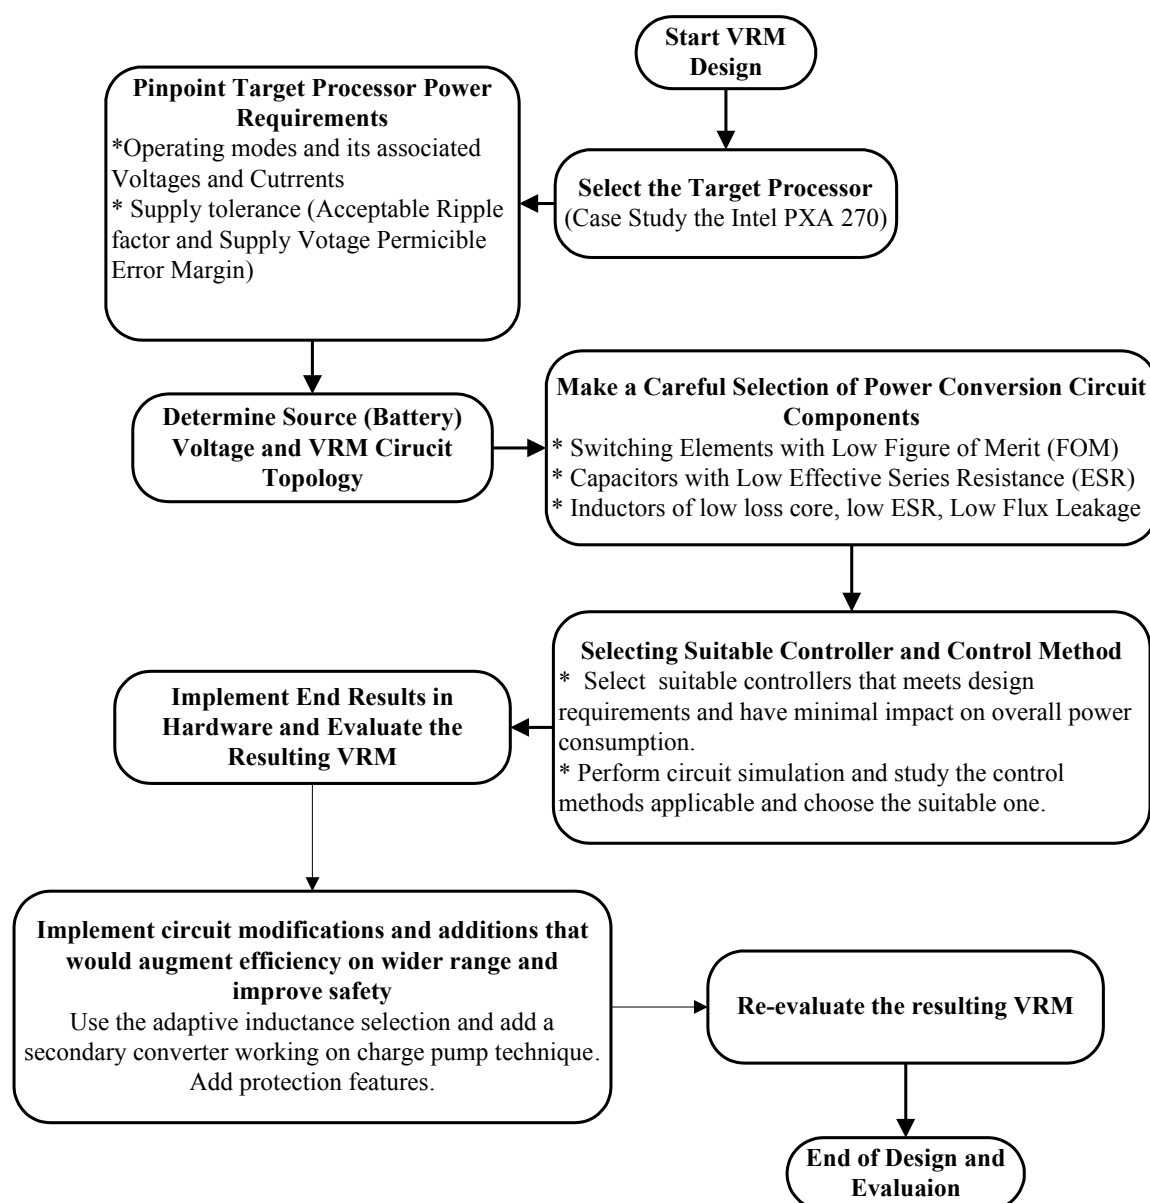 Start VRM
Design
Select the Target Processor
(Case Study the Intel PXA 270)
Pinpoint Target Processor Power
Requirements
*Operating modes and its associated
Voltages and Cutrrents
* Supply tolerance (Acceptable Ripple
factor and Supply Votage Permicible
Error Margin)
Determine Source (Battery)
Voltage and VRM Cirucit
Topology
Make a Careful Selection of Power Conversion Circuit
Components
* Switching Elements with Low Figure of Merit (FOM)
* Capacitors with Low Effective Series Resistance (ESR)
* Inductors of low loss core, low ESR, Low Flux Leakage
Selecting Suitable Controller and Control Method
* Select suitable controllers that meets design
requirements and have minimal impact on overall power
consumption.
* Perform circuit simulation and study the control
methods applicable and choose the suitable one.
Implement End Results in
Hardware and Evaluate the
Resulting VRM
Implement circuit modifications and additions that
would augment efficiency on wider range and
improve safety
Use the adaptive inductance selection and add a
secondary converter working on charge pump technique.
Add protection features.
Re-evaluate the resulting VRM
End of Design and
Evaluaion